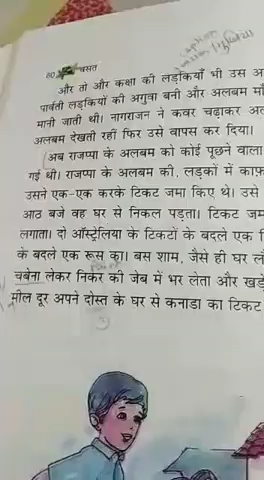 60 वसंत
और तो और कक्षा की लड़कियाँ भी उस अ
पार्वती लड़कियों की अगुवा बनी और अलबम माँ
मानी जाती थी। नागराजन ने कवर चढ़ाकर अल
अलबम देखती रहीं फिर उसे वापस कर दिया।
अब राजप्पा के अलबम को कोई पूछने वाला
गई थी। राजप्पा के अलबम की, लड़कों में काफ़
उसने एक-एक करके टिकट जमा किए थे। उसे
आठ बजे वह घर से निकल पड़ता। टिकट जम
लगाता। दो ऑस्ट्रेलिया के टिकटों के बदले एक फ़ि
के बदले एक रूस का। बस शाम, जैसे ही घर लौ
चबेना लेकर निकर की जेब में भर लेता और खड़े
मील दूर अपने दोस्त के घर से कनाडा का टिकट